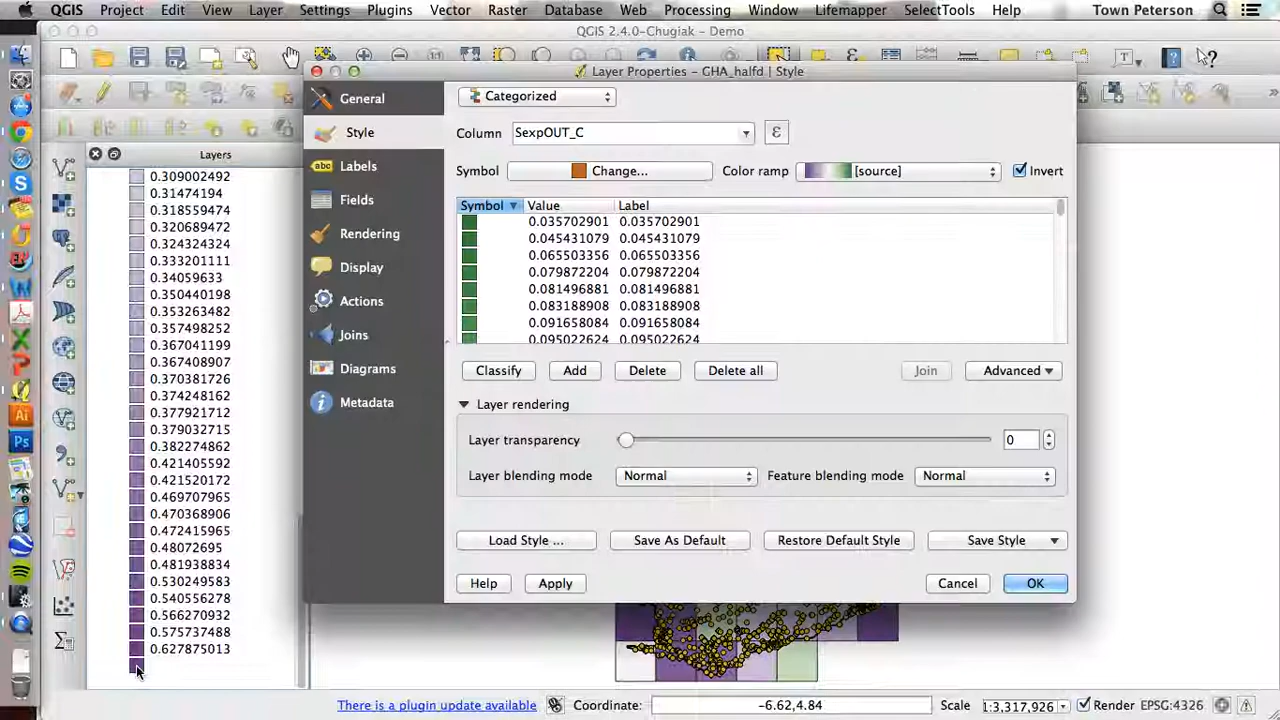 QGIS Project Edit View Layer Settings Plugins Vector Raster Database Web Processing Window Lifemapper SelectTools Help Town Peterson
QGIS 2.4.0-Chugiak - Demo
Layer Properties - GHA_halfd | Style
Layers
0.309002492
0.31474194
0.318559474
0.320689472
0.324324324
0.333201111
0.34059633
0.350440198
0.353263482
0.357498252
0.367041199
0.367408907
0.370381726
0.374248162
0.377921712
0.379032715
0.382274862
0.421405592
0.421520172
0.469707965
0.470368906
0.472415965
0.48072695
0.481938834
0.530249583
0.540556278
0.566270932
0.575737488
0.627875013
General
Style
Labels
Fields
Rendering
Display
Actions
Joins
Diagrams
Metadata
Categorized
Column SexpOUT_C ε
Symbol Change... Color ramp [source] Invert
Symbol Value Label
0.035702901 0.035702901
0.045431079 0.045431079
0.065503356 0.065503356
0.079872204 0.079872204
0.081496881 0.081496881
0.083188908 0.083188908
0.091658084 0.091658084
0.095022624 0.095022624
Classify Add Delete Delete all Join Advanced
Layer rendering
Layer transparency 0
Layer blending mode Normal Feature blending mode Normal
Load Style ... Save As Default Restore Default Style Save Style
Help Apply Cancel OK
There is a plugin update available Coordinate: -6.62,4.84 Scale 1:3,317,926 Render EPSG:4326